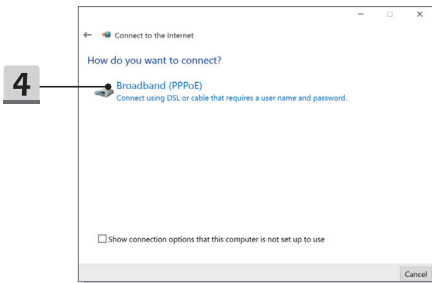 Connect to the Internet
How do you want to connect?
4
Broadband (PPPoE)
Connect using DSL or cable that requires a user name and password.
Show connection options that this computer is not set up to use
Cancel